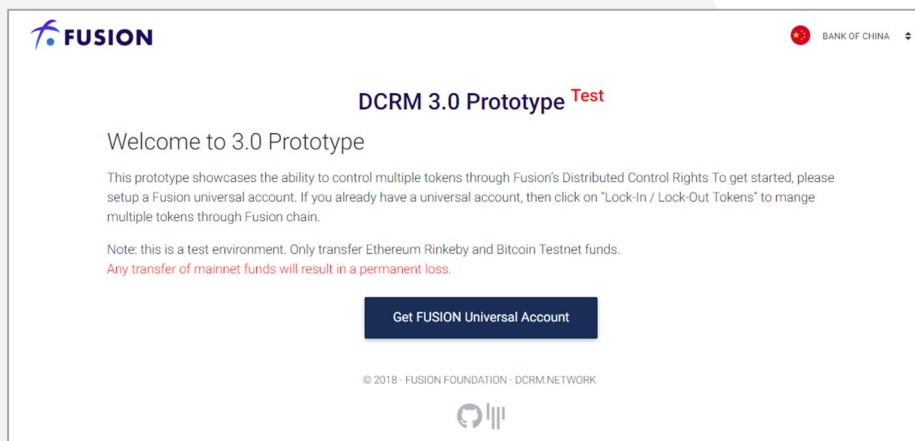 FUSION
BANK OF CHINA
DCRM 3.0 Prototype Test
Welcome to 3.0 Prototype
This prototype showcases the ability to control multiple tokens through Fusion's Distributed Control Rights To get started, please
setup a Fusion universal account. If you already have a universal account, then click on "Lock-In / Lock-Out Tokens" to mange
multiple tokens through Fusion chain.
Note: this is a test environment. Only transfer Ethereum Rinkeby and Bitcoin Testnet funds.
Any transfer of mainnet funds will result in a permanent loss.
Get FUSION Universal Account
© 2018 - FUSION FOUNDATION - DCRM.NETWORK